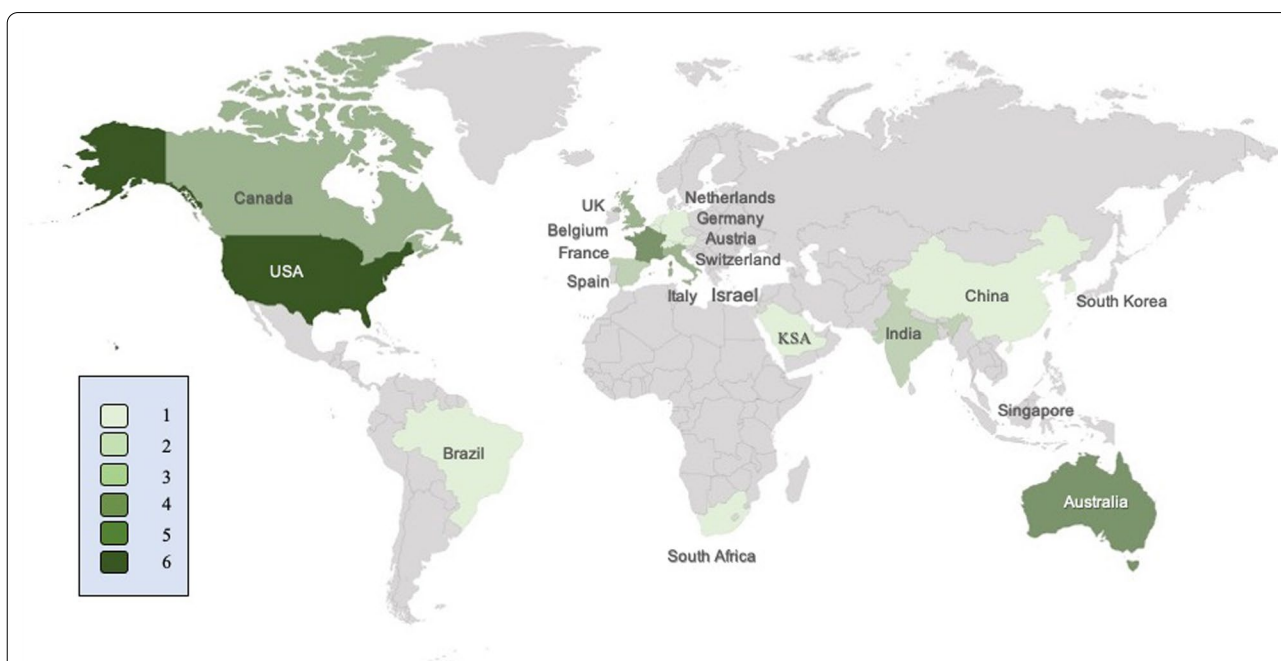 Canada
USA
UK
Belgium
France
Spain
Netherlands
Germany
Austria
Switzerland
Italy
Israel
KSA
India
China
South Korea
Singapore
Brazil
South Africa
Australia
1
2
3
4
5
6